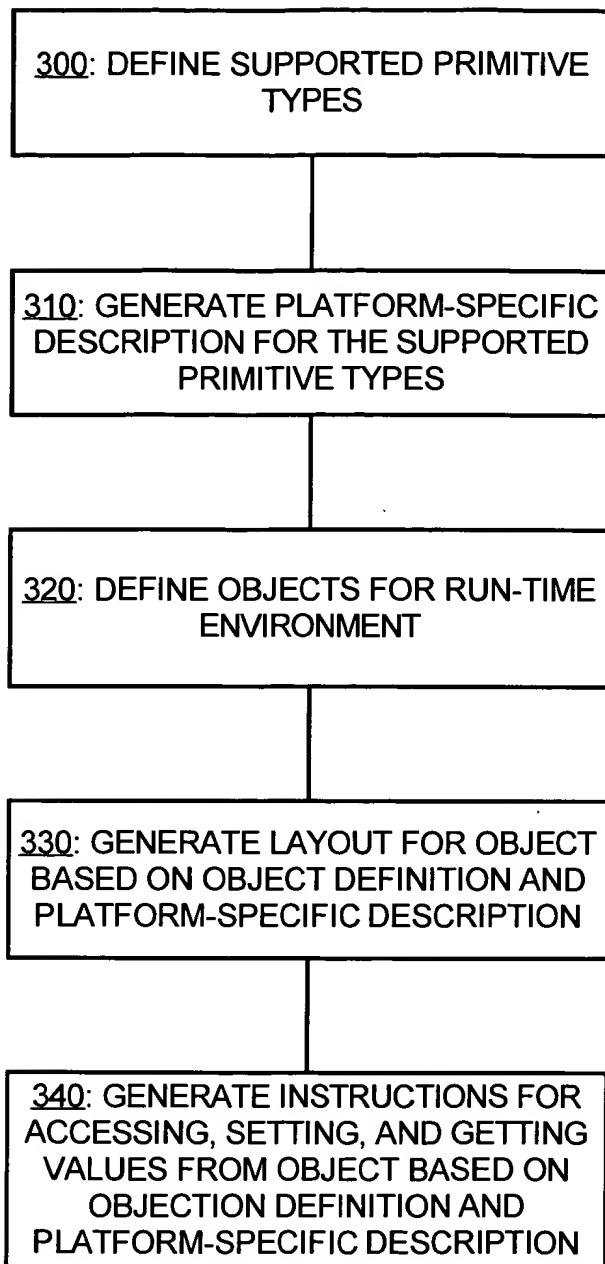 300: DEFINE SUPPORTED PRIMITIVE
TYPES
310: GENERATE PLATFORM-SPECIFIC
DESCRIPTION FOR THE SUPPORTED
PRIMITIVE TYPES
320: DEFINE OBJECTS FOR RUN-TIME
ENVIRONMENT
330: GENERATE LAYOUT FOR OBJECT
BASED ON OBJECT DEFINITION AND
PLATFORM-SPECIFIC DESCRIPTION
340: GENERATE INSTRUCTIONS FOR
ACCESSING, SETTING, AND GETTING
VALUES FROM OBJECT BASED ON
OBJECTION DEFINITION AND
PLATFORM-SPECIFIC DESCRIPTION